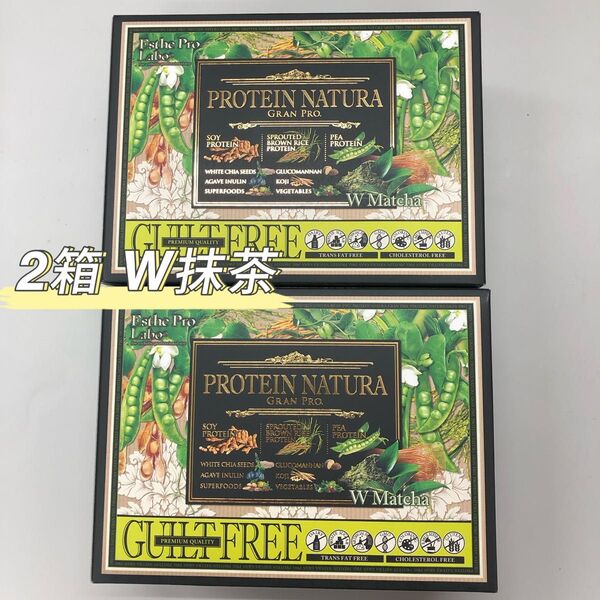 Esthe Pro
Labo
PROTEIN NATURA
GRAN PRO.
SOY
PROTEIN
SPROUTED
BROWN RICE
PROTEIN
PEA
PROTEIN
WHITE CHIA SEEDS
GLUCOMANNAN
AGAVE INULIN
KOJI
SUPERFOODS
VEGETABLES
W Matcha
GUILT FREE
PREMIUM QUALITY
TRANS FAT FREE
CHOLESTEROL FREE
2箱 W抹茶
Esthe Pro
Labo
PROTEIN NATURA
GRAN PRO.
SOY
PROTEIN
SPROUTED
BROWN RICE
PROTEIN
PEA
PROTEIN
WHITE CHIA SEEDS
GLUCOMANNAN
AGAVE INULIN
KOJI
SUPERFOODS
VEGETABLES
W Matcha
GUILT FREE
PREMIUM QUALITY
TRANS FAT FREE
CHOLESTEROL FREE